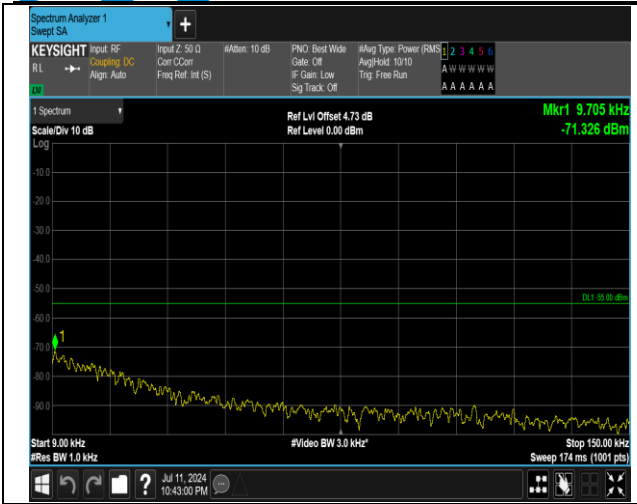 Spectrum Analyzer 1
Swept SA
KEYSIGHT
RL
Input: RF
Coupling: DC
Align: Auto
Input Z: 50 Ω
Corr CCorr
Freq Ref: Int (S)
#Atten: 10 dB
PNO: Best Wide
Gate: Off
IF Gain: Low
Sig Track: Off
#Avg Type: Power (RMS
Avg|Hold: 10/10
Trig: Free Run
1 2 3 4 5 6
A W W W W W
A A A A A A
1 Spectrum
Scale/Div 10 dB
Log
Ref Lvl Offset 4.73 dB
Ref Level 0.00 dBm
Mkr1 9.705 kHz
-71.326 dBm
-10.0
-20.0
-30.0
-40.0
-50.0
DL1 -55.00 dBm
-60.0
1
-70.0
-80.0
-90.0
Start 9.00 kHz
#Res BW 1.0 kHz
#Video BW 3.0 kHz*
Stop 150.00 kHz
Sweep 174 ms (1001 pts)
?
Jul 11, 2024
10:43:00 PM